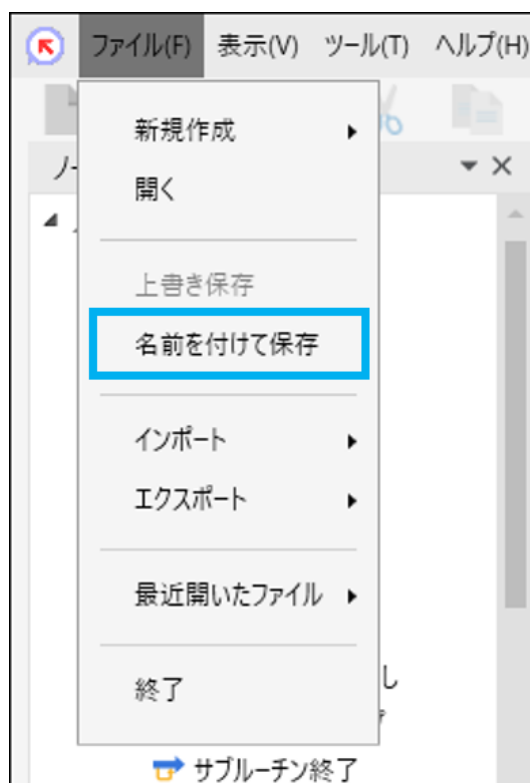 ファイル(F) 表示(V) ツール(T) ヘルプ(H)
新規作成
開く
上書き保存
名前を付けて保存
インポート
エクスポート
最近開いたファイル
終了
し
サブルーチン終了